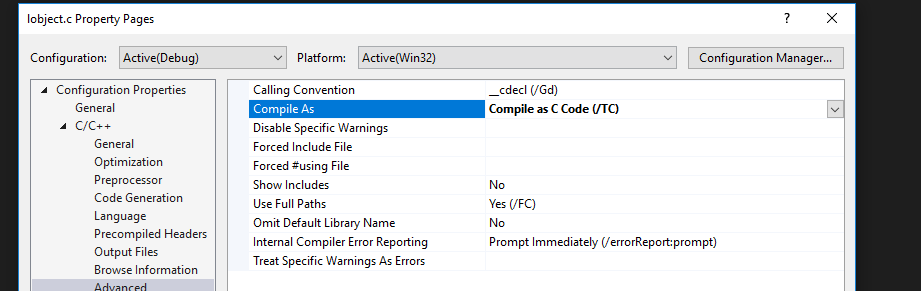 lobject.c Property Pages
Configuration: Active(Debug) Platform: Active(Win32) Configuration Manager...
Configuration Properties
General
C/C++
General
Optimization
Preprocessor
Code Generation
Language
Precompiled Headers
Output Files
Browse Information
Advanced
Calling Convention __cdecl (/Gd)
Compile As Compile as C Code (/TC)
Disable Specific Warnings
Forced Include File
Forced #using File
Show Includes No
Use Full Paths Yes (/FC)
Omit Default Library Name No
Internal Compiler Error Reporting Prompt Immediately (/errorReport:prompt)
Treat Specific Warnings As Errors